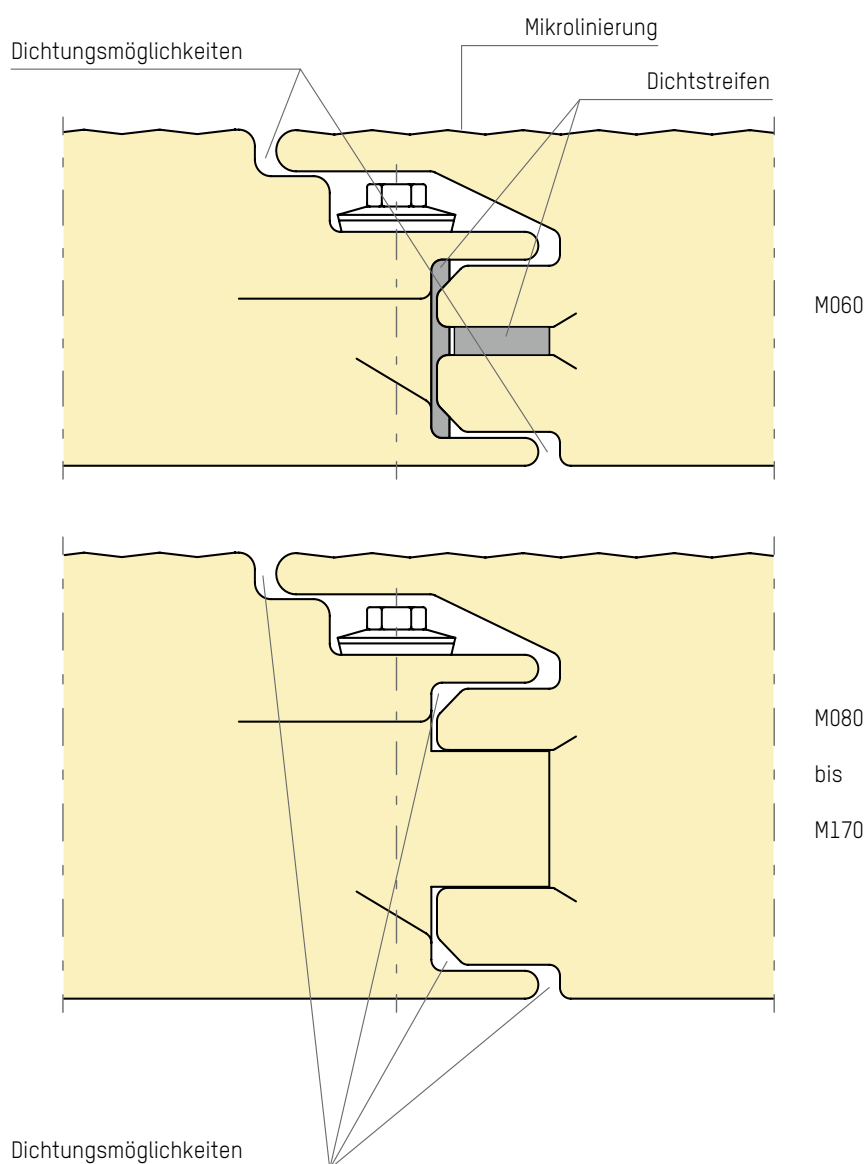 Mikrolinierung
Dichtungsmöglichkeiten
Dichtstreifen
M060
M080
bis
M170
Dichtungsmöglichkeiten